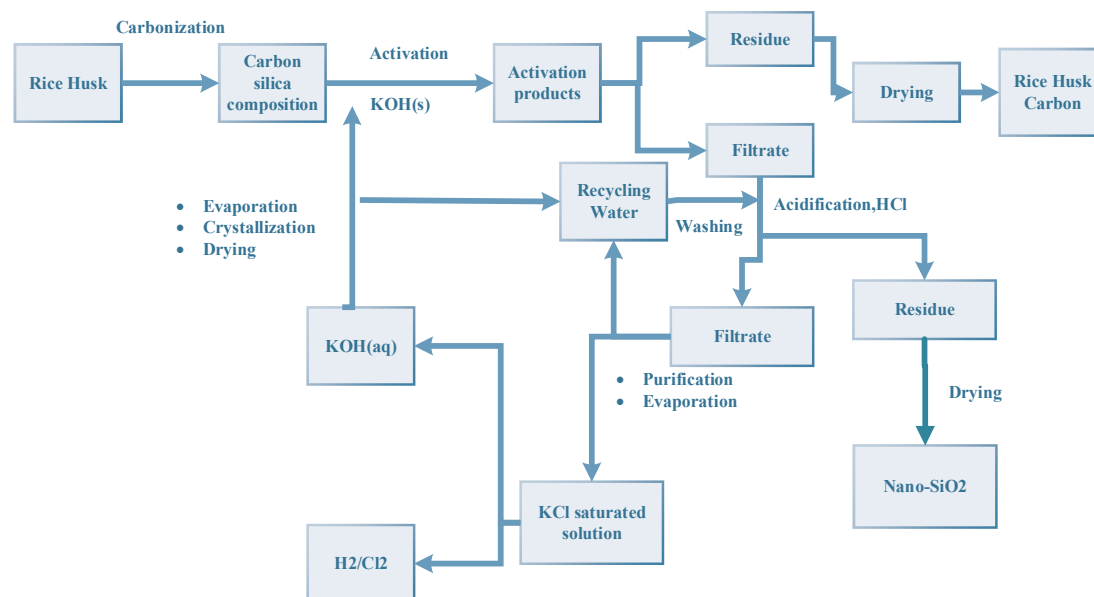 Carbonization
Rice Husk
Carbon
silica
composition
Activation
KOH(s)
Activation
products
Residue
Drying
Rice Husk
Carbon
Filtrate
Recycling
Water
Washing
Acidification,HCl
• Evaporation
• Crystallization
• Drying
KOH(aq)
Filtrate
Residue
• Purification
• Evaporation
Drying
Nano-SiO2
KCl saturated
solution
H2/Cl2